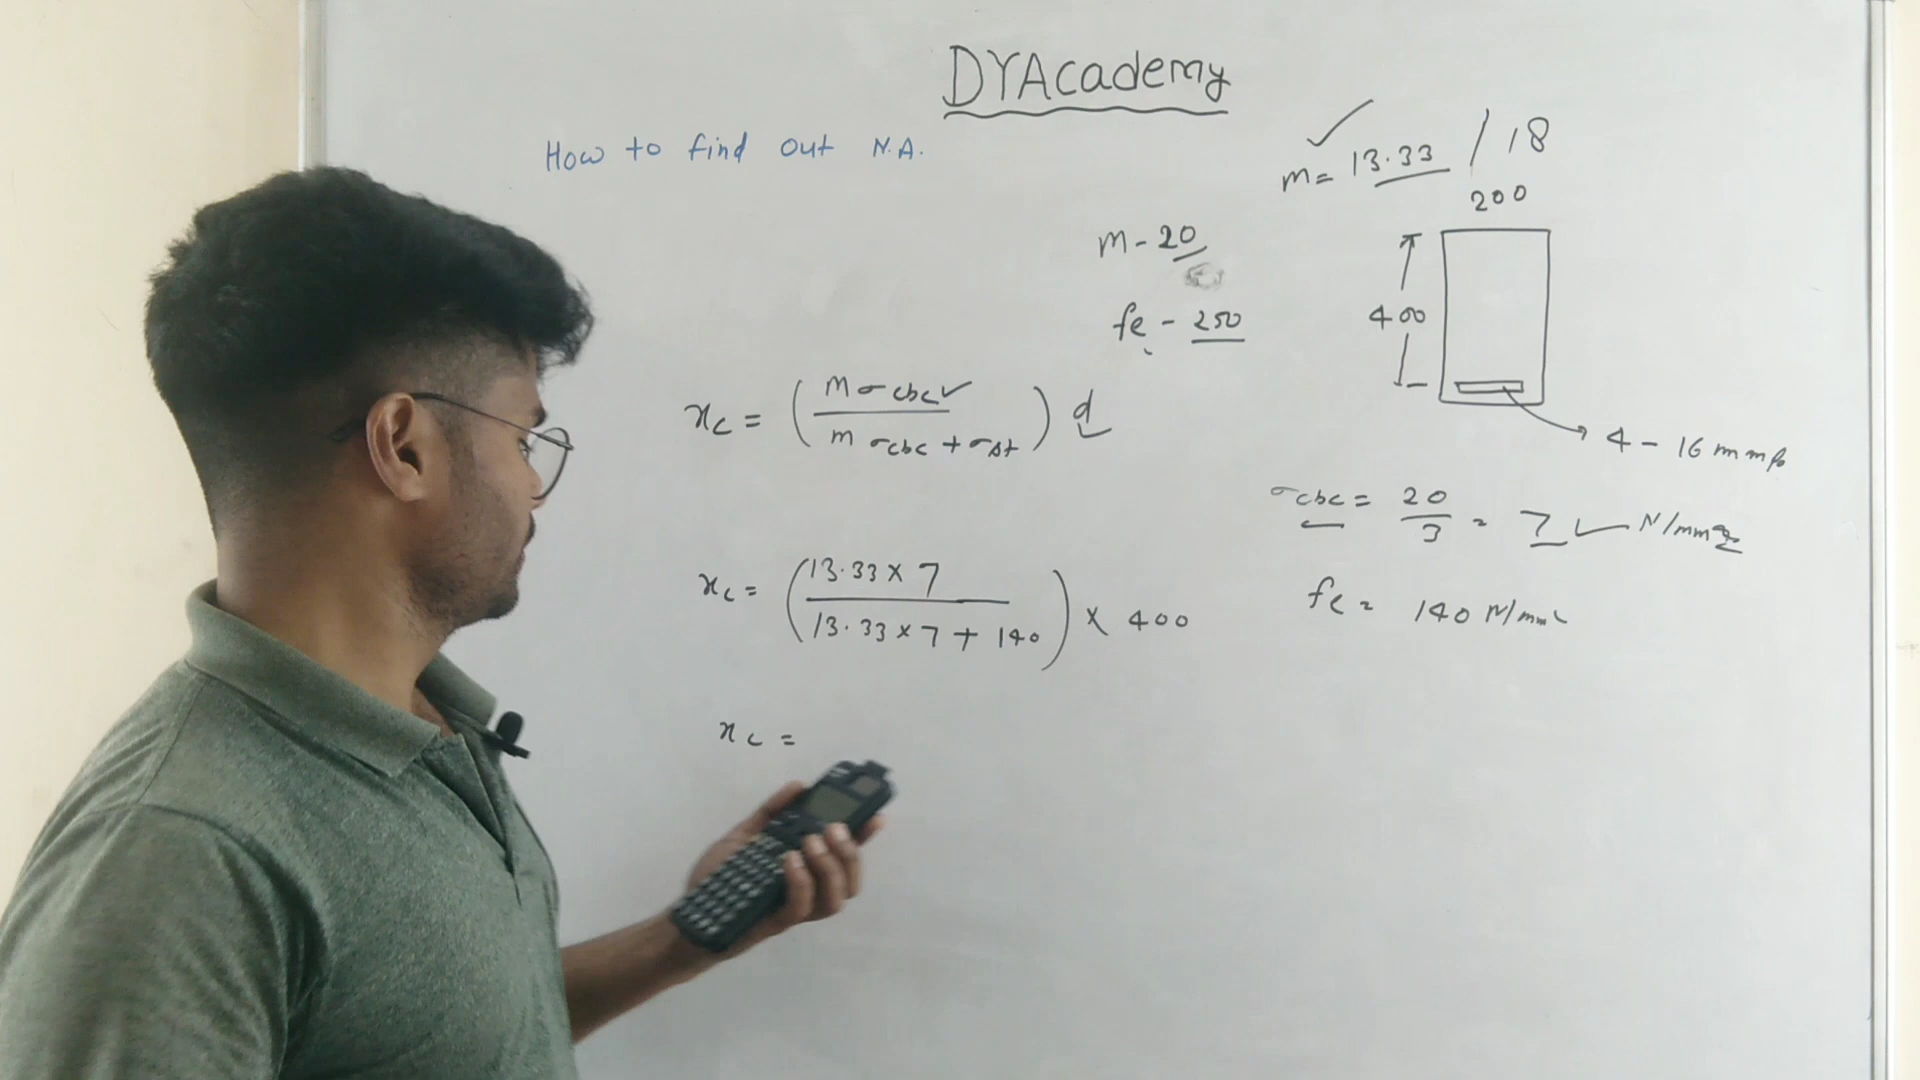 DYAcademy
How to find out N.A.
m = 13.33 / 18
200
m - 20
fe - 250
400
xc = (m σcbc / m σcbc + σst) d
4 - 16 mm φ
σcbc = 20/3 = 7 N/mm2
xc = (13.33 x 7 / 13.33 x 7 + 140) x 400
fe = 140 N/mm2
xc =